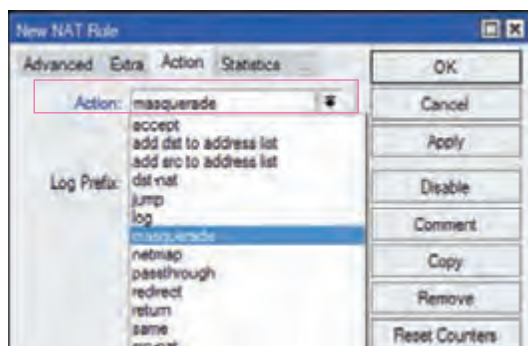 New NAT Rule
Advanced Extra Action Statistics ...
Action: masquerade
accept
add dst to address list
add src to address list
Log Prefix: dst-nat
jump
log
masquerade
netmap
passthrough
redirect
return
same
src-nat
OK
Cancel
Apply
Disable
Comment
Copy
Remove
Reset Counters